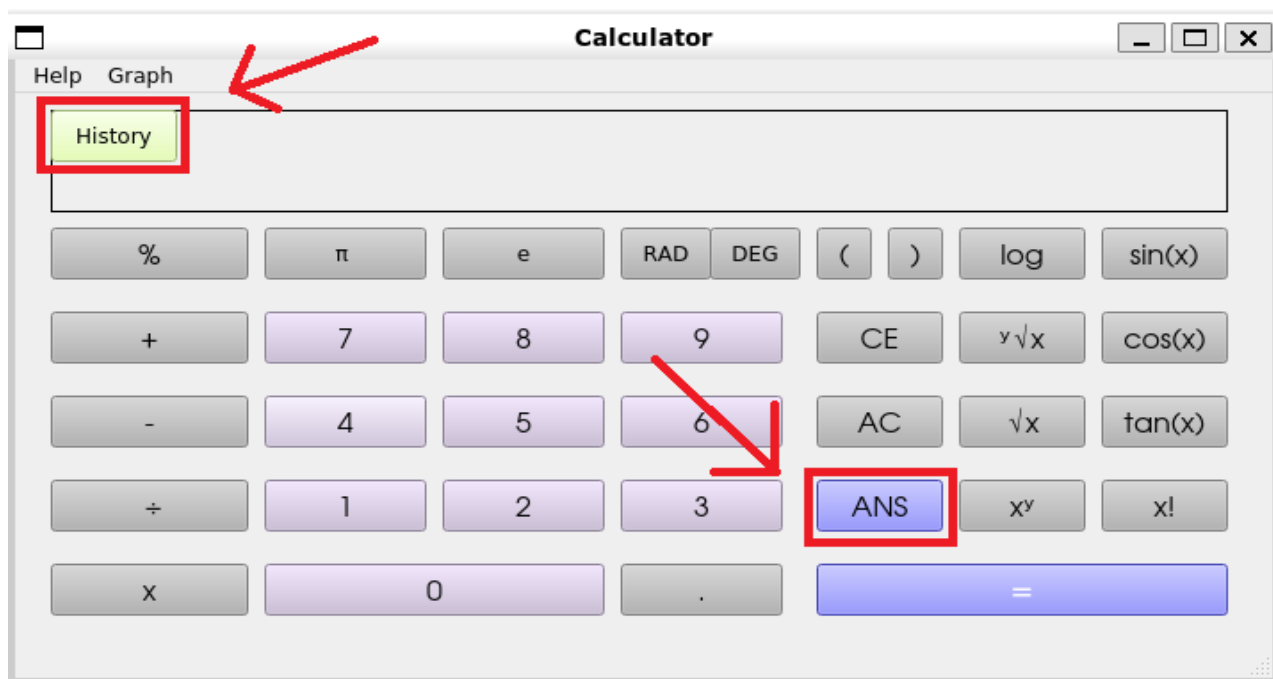 Calculator
Help Graph
History
% π e RAD DEG ( ) log sin(x)
+ 7 8 9 CE ʸ√x cos(x)
- 4 5 6 AC √x tan(x)
÷ 1 2 3 ANS xʸ x!
x 0 . =